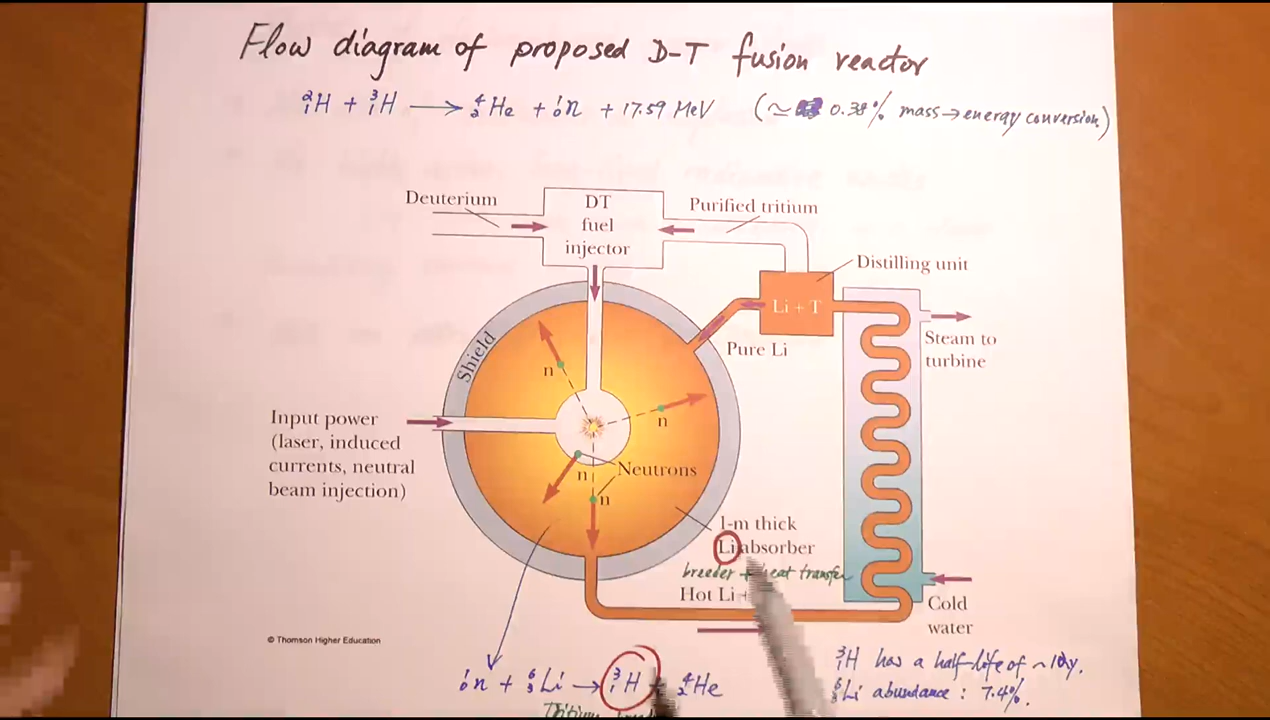 Flow diagram of proposed D-T fusion reactor
²₁H + ³₁H → ⁴₂He + ¹₀n + 17.59 MeV (≃ 0.38% mass→energy conversion)
Deuterium
DT
fuel
injector
Purified tritium
Distilling unit
Li + T
Pure Li
Steam to
turbine
Shield
n
n
Input power
(laser, induced
currents, neutral
beam injection)
Neutrons
n
n
1-m thick
Li absorber
breeder + heat transfer
Hot Li +
Cold
water
© Thomson Higher Education
¹₀n + ⁶₃Li → ³₁H + ⁴₂He
Tritium
³₁H has a half-life of ~10y.
⁶₃Li abundance: 7.4%.